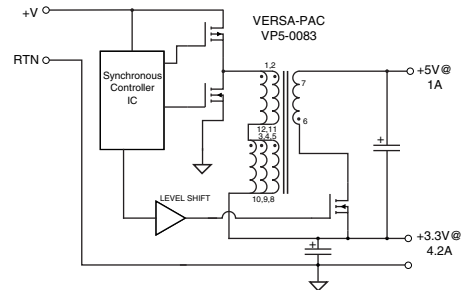 +V
VERSA-PAC
VP5-0083
RTN
Synchronous
Controller
IC
1,2
7
+5V@
1A
6
12,11
3,4,5
+
LEVEL SHIFT
10,9,8
+3.3V@
4.2A
+